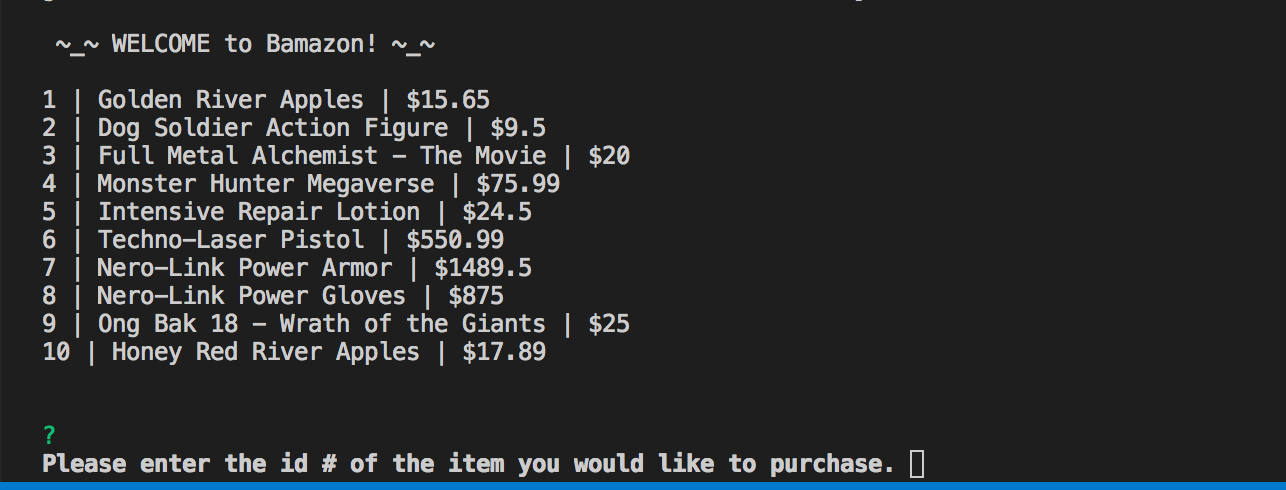 ~_~ WELCOME to Bamazon! ~_~
1 | Golden River Apples | $15.65
2 | Dog Soldier Action Figure | $9.5
3 | Full Metal Alchemist - The Movie | $20
4 | Monster Hunter Megaverse | $75.99
5 | Intensive Repair Lotion | $24.5
6 | Techno-Laser Pistol | $550.99
7 | Nero-Link Power Armor | $1489.5
8 | Nero-Link Power Gloves | $875
9 | Ong Bak 18 - Wrath of the Giants | $25
10 | Honey Red River Apples | $17.89
?
Please enter the id # of the item you would like to purchase.